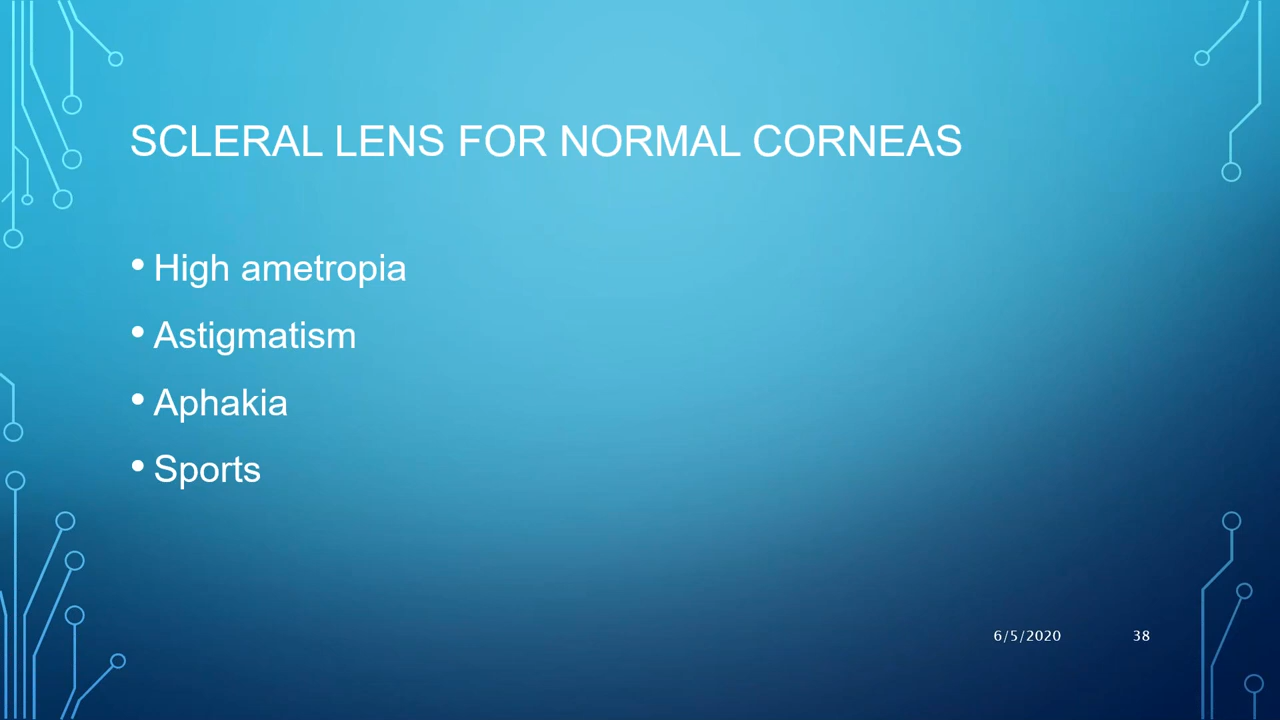 SCLERAL LENS FOR NORMAL CORNEAS
• High ametropia
• Astigmatism
• Aphakia
• Sports
6/5/2020 38